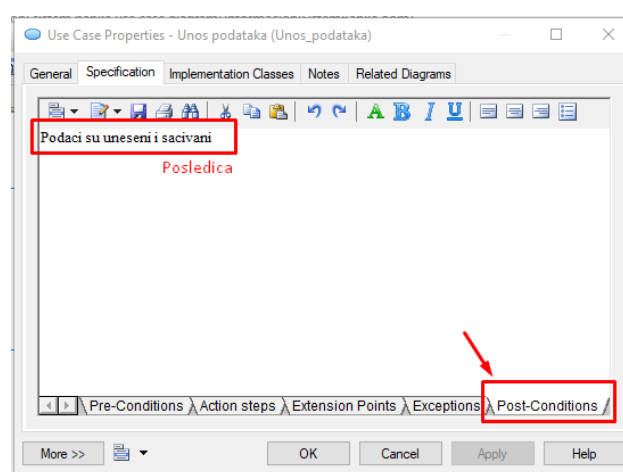 Use Case Properties - Unos podataka (Unos_podataka)
General Specification Implementation Classes Notes Related Diagrams
A B I U
Podaci su uneseni i sacivani
Posledica
Pre-Conditions Action steps Extension Points Exceptions Post-Conditions
More >> OK Cancel Apply Help